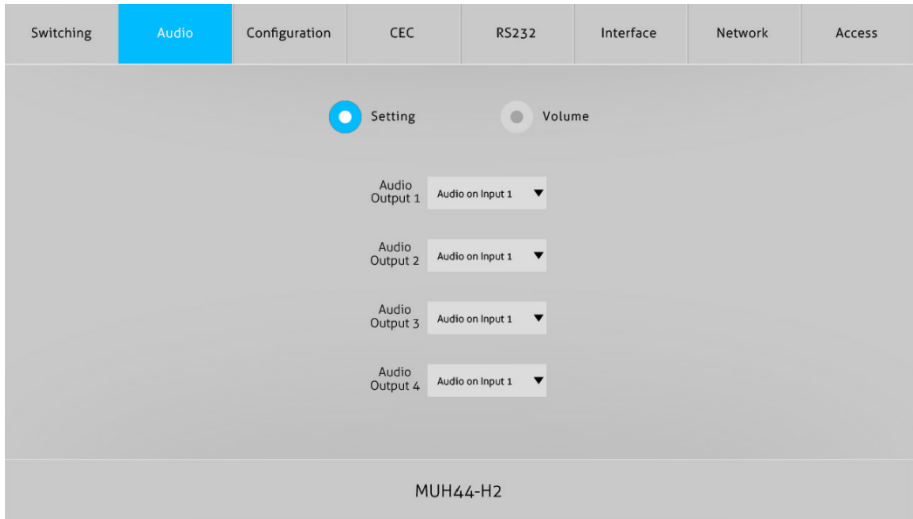 Switching Audio Configuration CEC RS232 Interface Network Access
Setting Volume
Audio
Output 1 Audio on Input 1
Audio
Output 2 Audio on Input 1
Audio
Output 3 Audio on Input 1
Audio
Output 4 Audio on Input 1
MUH44-H2